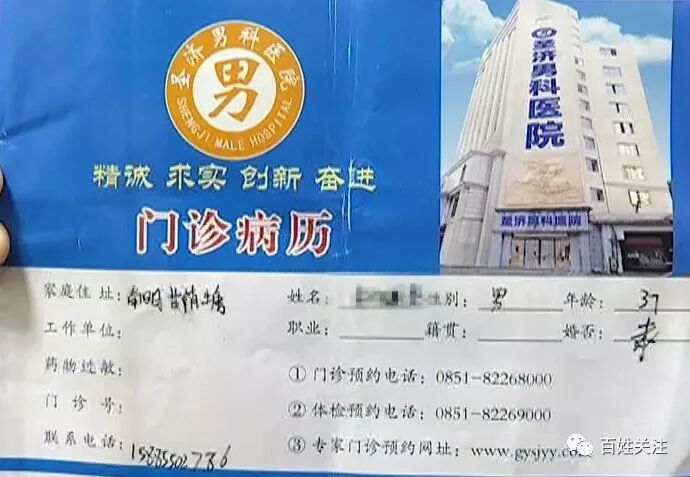 圣济男科医院
男
SHENGJI MALE HOSPITAL
精诚 求实 创新 奋进
门诊病历
圣济男科医院
圣济男科医院
家庭住址：南明 姓名：性别：男 年龄：37
工作单位： 职业： 籍贯： 婚否：未
药物过敏： ① 门诊预约电话：0851-82268000
门诊号： ② 体检预约电话：0851-82269000
联系电话： ③ 专家门诊预约网址：www.gysjyy.co
百姓关注